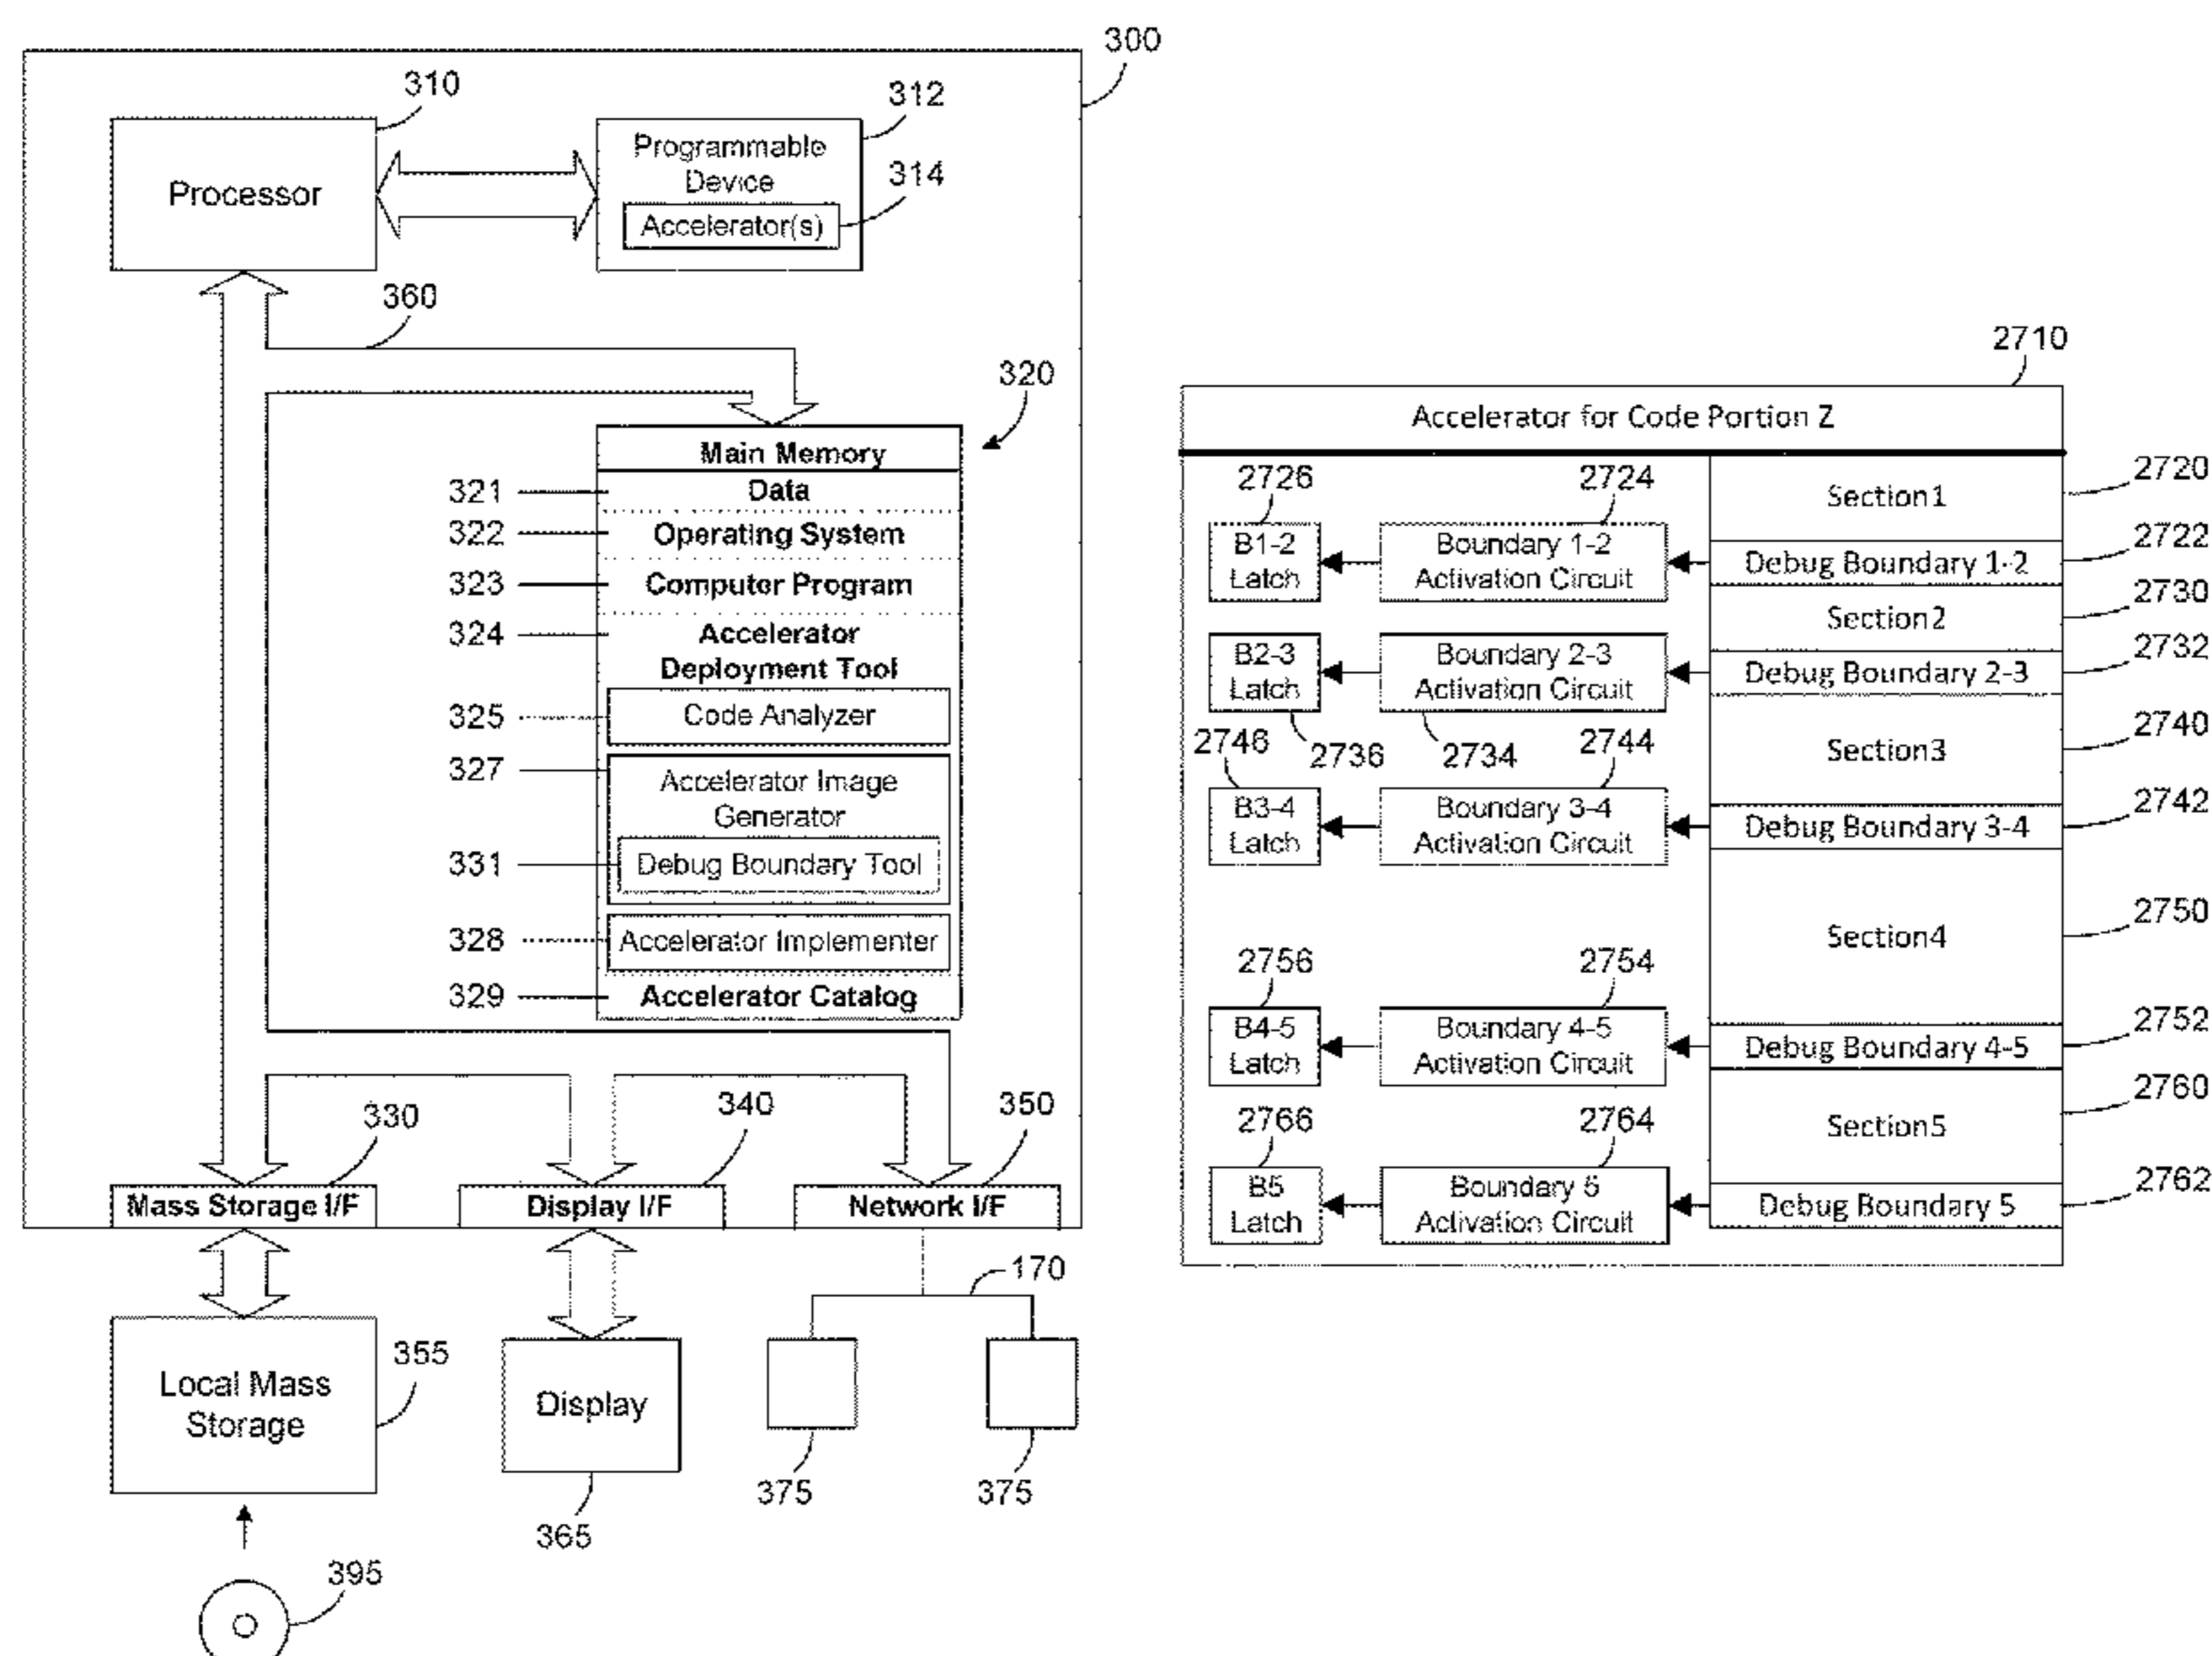 300
310
312
Processor
Programmable
Device
314
Accelerator(s)
360
320
Main Memory
321
Data
322
Operating System
323
Computer Program
324
Accelerator
Deployment Tool
325
Code Analyzer
327
Accelerator Image
Generator
331
Debug Boundary Tool
328
Accelerator Implementer
329
Accelerator Catalog
330
340
350
Mass Storage I/F
Display I/F
Network I/F
170
Local Mass
Storage
355
Display
365
375
375
395
2710
Accelerator for Code Portion Z
2726
2724
Section1
2720
B1-2
Latch
Boundary 1-2
Activation Circuit
Debug Boundary 1-2
2722
Section2
2730
B2-3
Latch
Boundary 2-3
Activation Circuit
Debug Boundary 2-3
2732
2736
2734
2746
2744
Section3
2740
B3-4
Latch
Boundary 3-4
Activation Circuit
Debug Boundary 3-4
2742
Section4
2750
2756
2754
B4-5
Latch
Boundary 4-5
Activation Circuit
Debug Boundary 4-5
2752
2766
2764
Section5
2760
B5
Latch
Boundary 5
Activation Circuit
Debug Boundary 5
2762